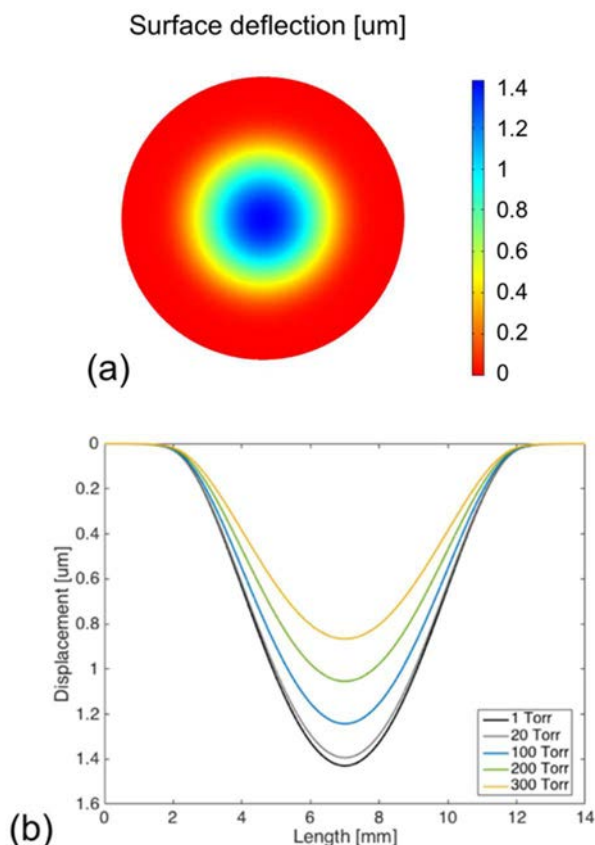 Surface deflection [um]
1.4
1.2
1
0.8
0.6
0.4
0.2
0
(a)
0
0.2
0.4
0.6
0.8
1
1.2
1.4
1.6
Displacement [um]
1 Torr
20 Torr
100 Torr
200 Torr
300 Torr
0 2 4 6 8 10 12 14
Length [mm]
(b)